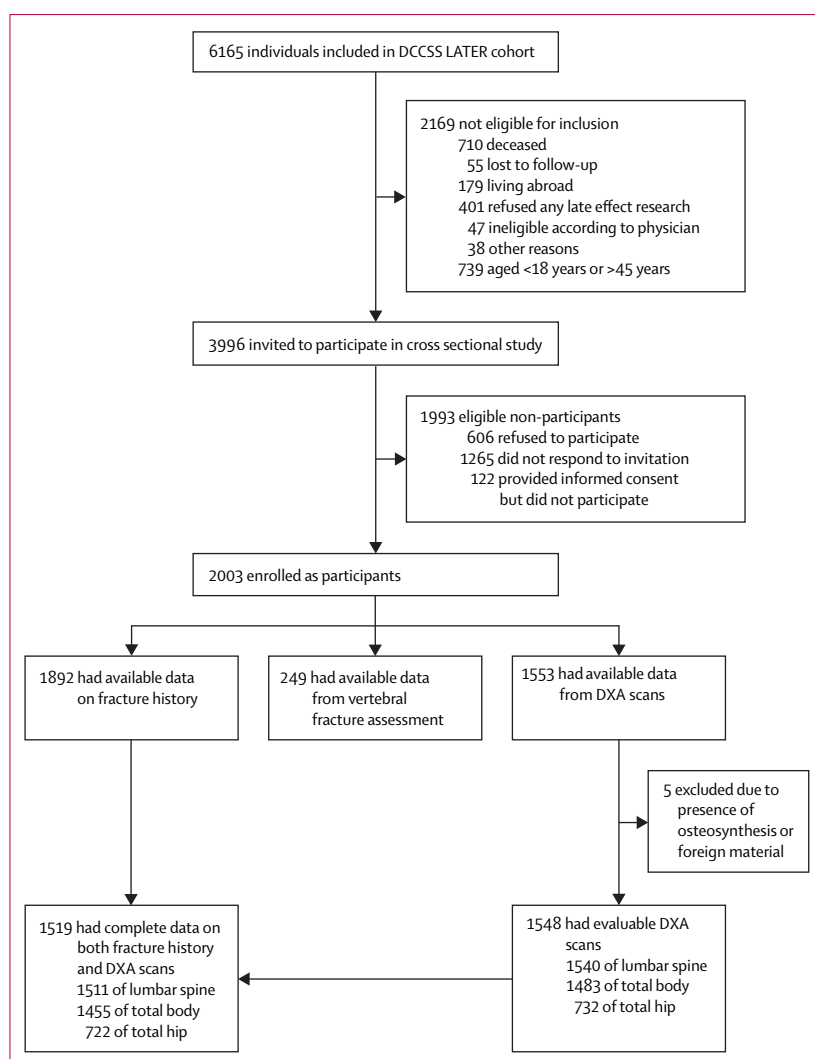 6165 individuals included in DCCSS LATER cohort
2169 not eligible for inclusion
710 deceased
55 lost to follow-up
179 living abroad
401 refused any late effect research
47 ineligible according to physician
38 other reasons
739 aged <18 years or >45 years
3996 invited to participate in cross sectional study
1993 eligible non-participants
606 refused to participate
1265 did not respond to invitation
122 provided informed consent
but did not participate
2003 enrolled as participants
1892 had available data
on fracture history
249 had available data
from vertebral
fracture assessment
1553 had available data
from DXA scans
5 excluded due to
presence of
osteosynthesis or
foreign material
1519 had complete data on
both fracture history
and DXA scans
1511 of lumbar spine
1455 of total body
722 of total hip
1548 had evaluable DXA
scans
1540 of lumbar spine
1483 of total body
732 of total hip